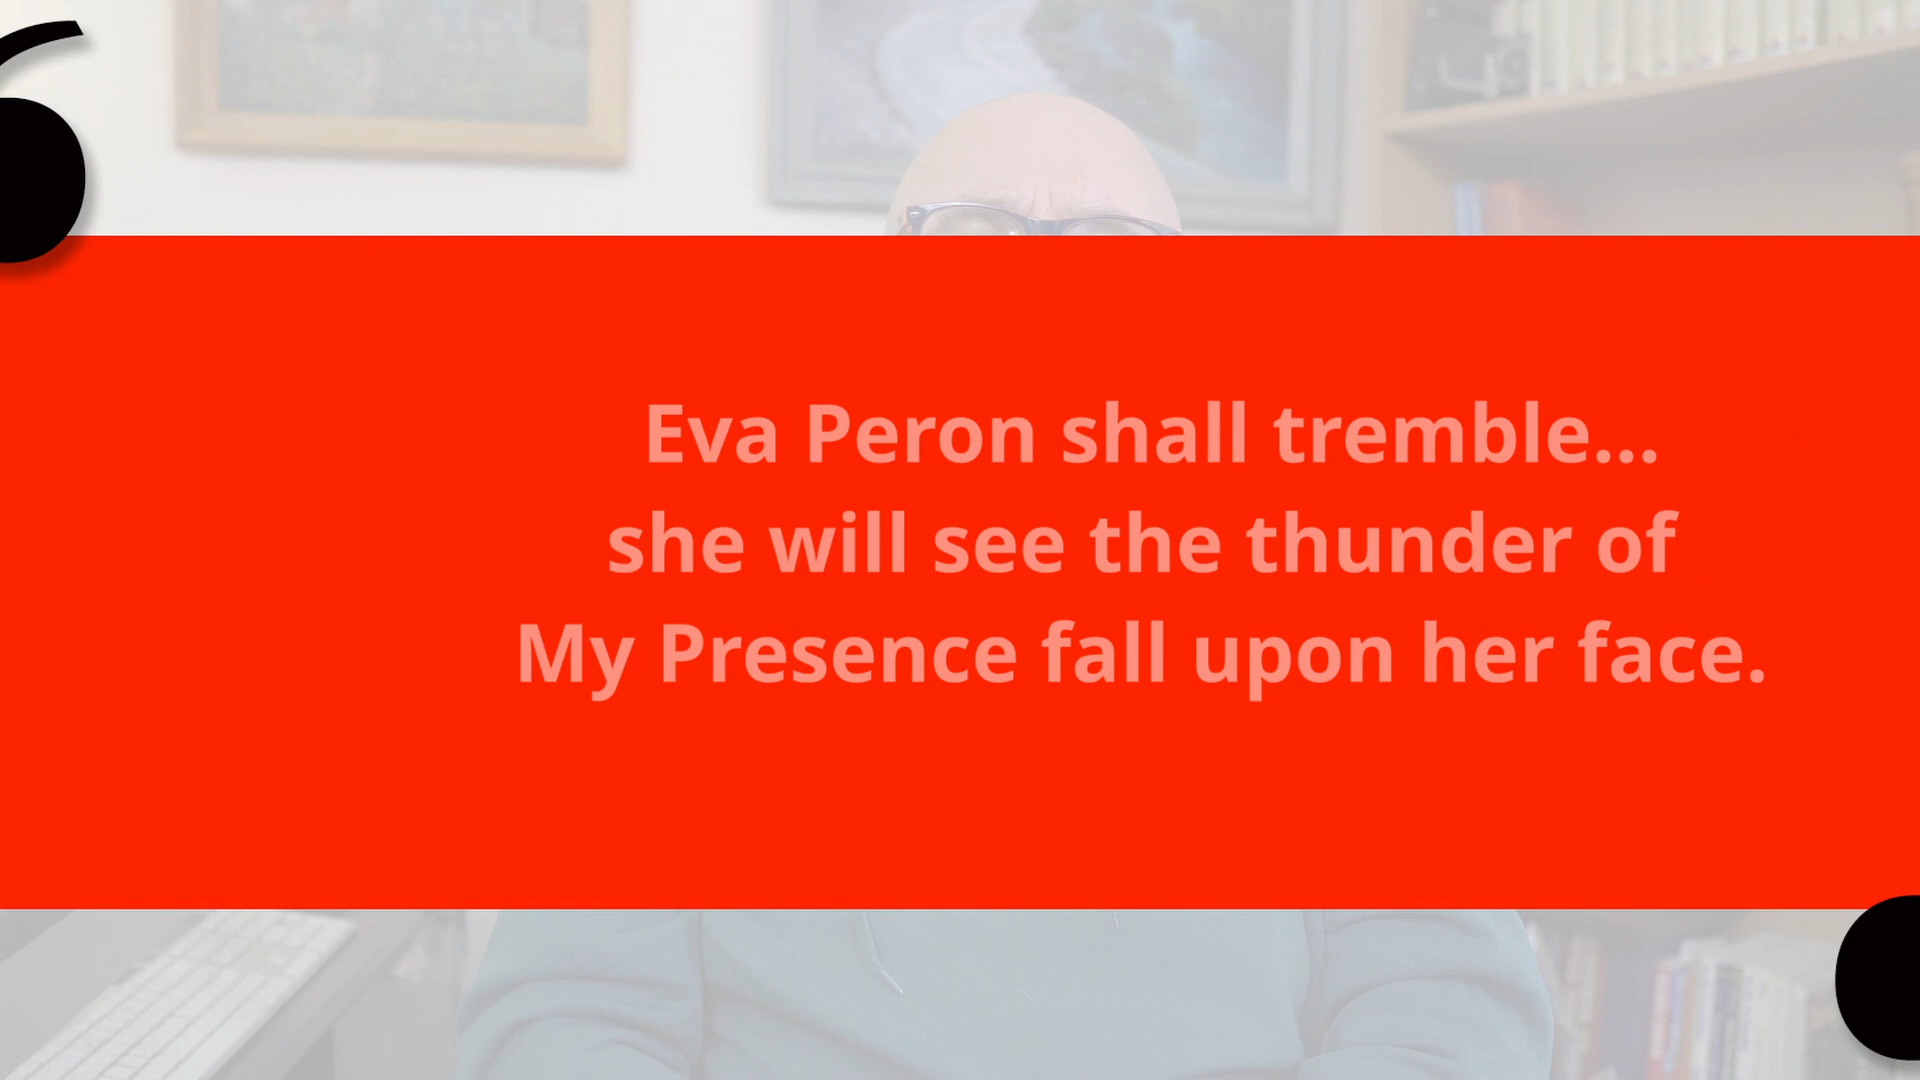 Eva Peron shall tremble...
she will see the thunder of
My Presence fall upon her face.